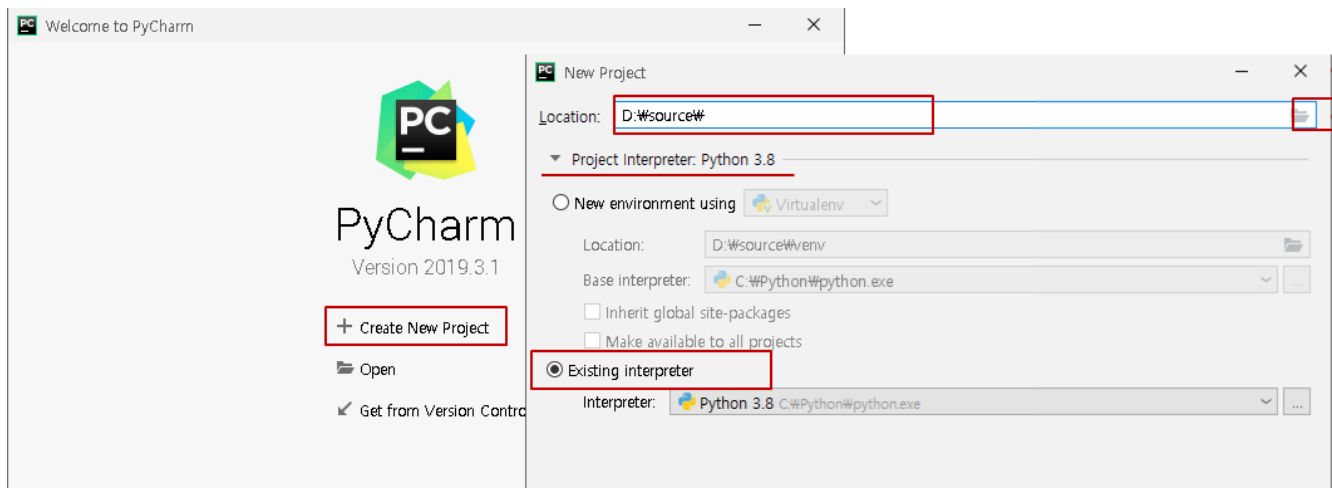 Welcome to PyCharm
PC
PyCharm
Version 2019.3.1
+ Create New Project
Open
Get from Version Contro
New Project
Location: D:₩source₩
Project Interpreter: Python 3.8
New environment using Virtualenv
Location: D:₩source₩venv
Base interpreter: C:₩Python₩python.exe ...
Inherit global site-packages
Make available to all projects
Existing interpreter
Interpreter: Python 3.8 C:₩Python₩python.exe ...